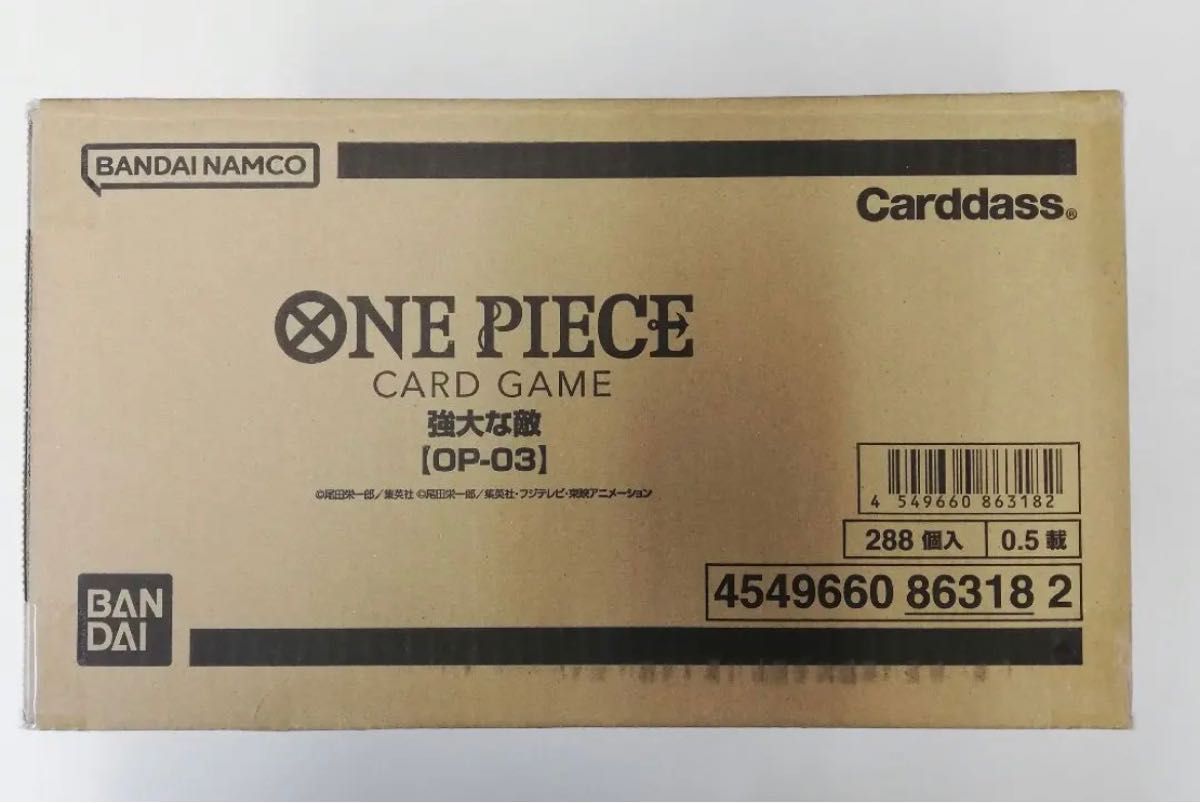 BANDAI NAMCO
Carddass®
ONE PIECE
CARD GAME
強大な敵
【OP-03】
©尾田栄一郎/集英社 ©尾田栄一郎/集英社・フジテレビ・東映アニメーション
4 549660 863182
288 個入 0.5 載
4549660 86318 2
BAN
DAI